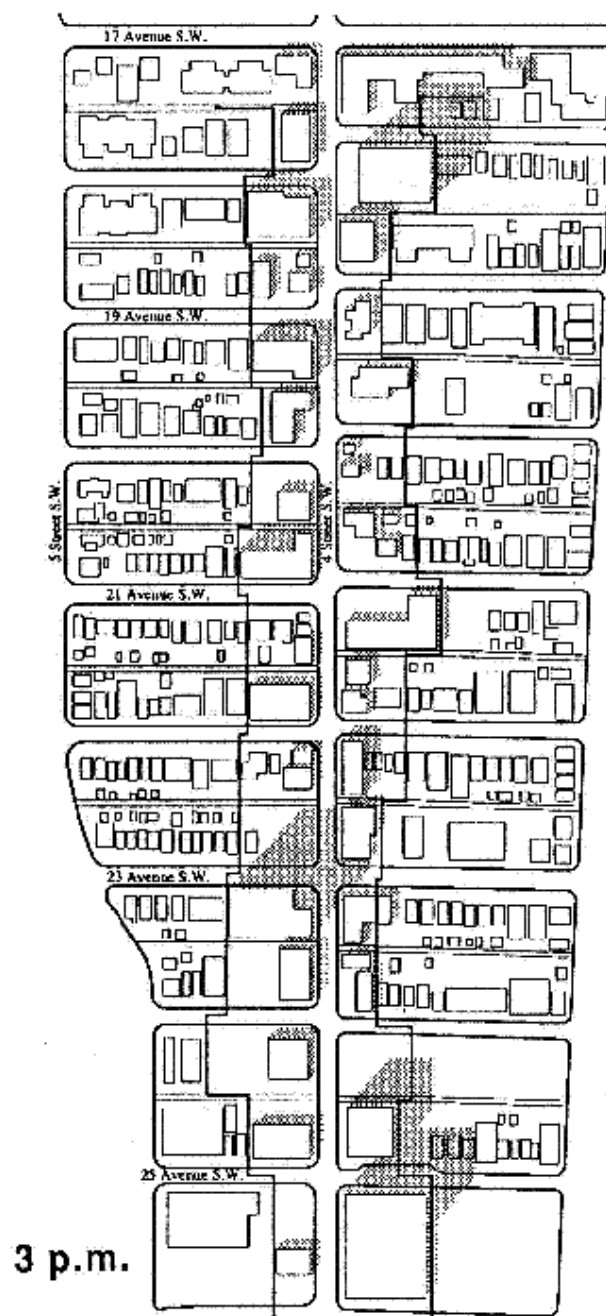 17 Avenue S.W.
19 Avenue S.W.
5 Street S.W.
4 Street S.W.
21 Avenue S.W.
23 Avenue S.W.
25 Avenue S.W.
3 p.m.